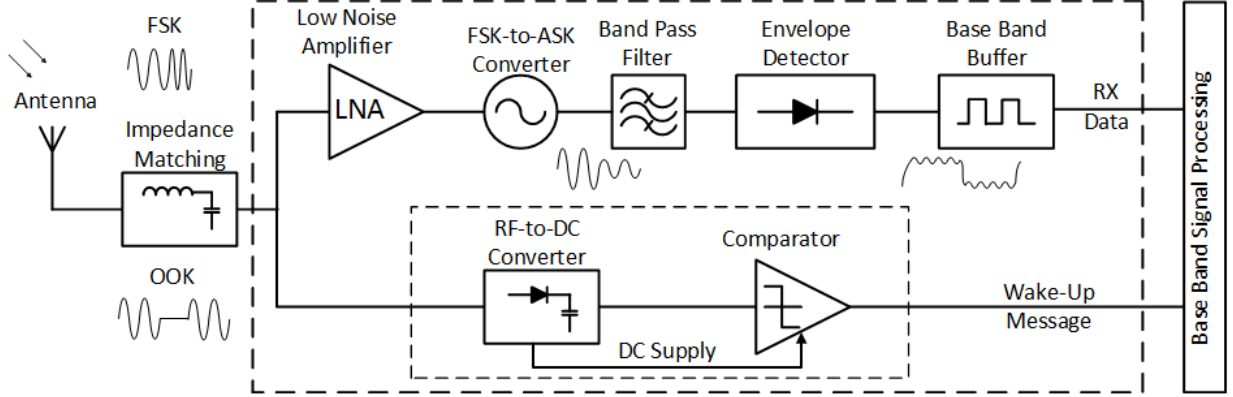 FSK
Antenna
Impedance
Matching
OOK
Low Noise
Amplifier
LNA
FSK-to-ASK
Converter
Band Pass
Filter
Envelope
Detector
Base Band
Buffer
RX
Data
RF-to-DC
Converter
Comparator
DC Supply
Wake-Up
Message
Base Band Signal Processing